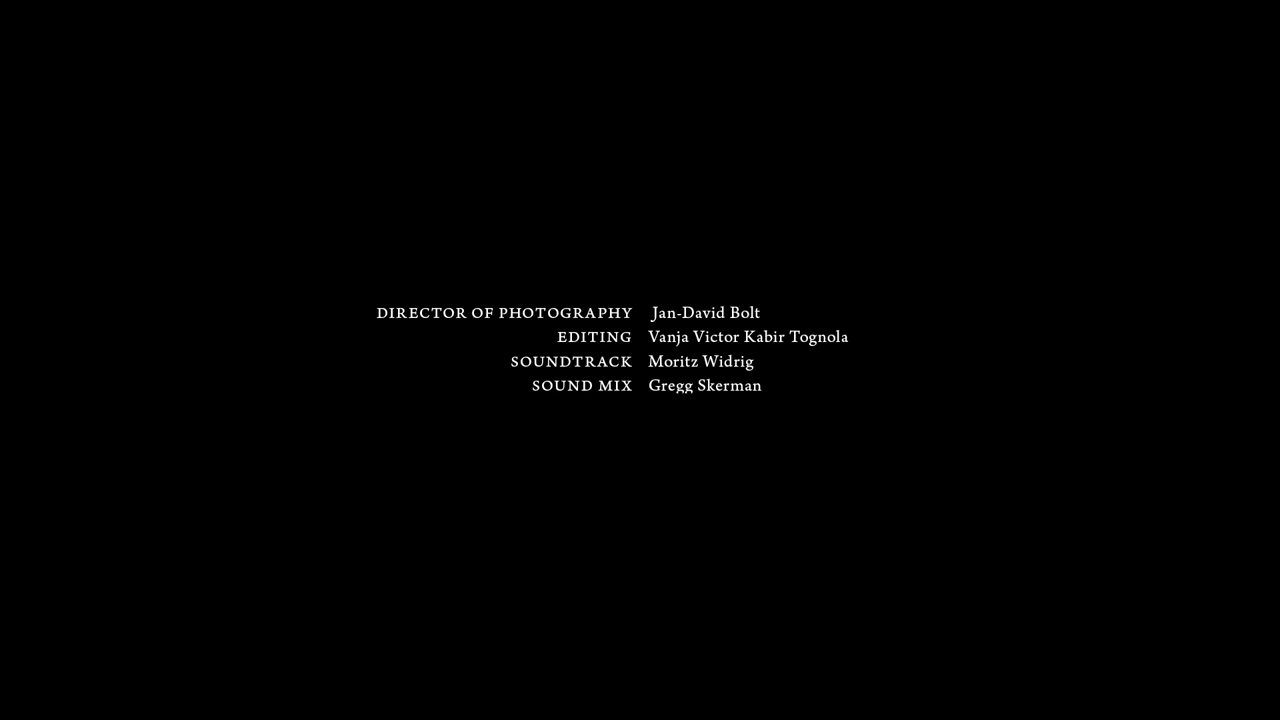 DIRECTOR OF PHOTOGRAPHY Jan-David Bolt
EDITING Vanja Victor Kabir Tognola
SOUNDTRACK Moritz Widrig
SOUND MIX Gregg Skerman